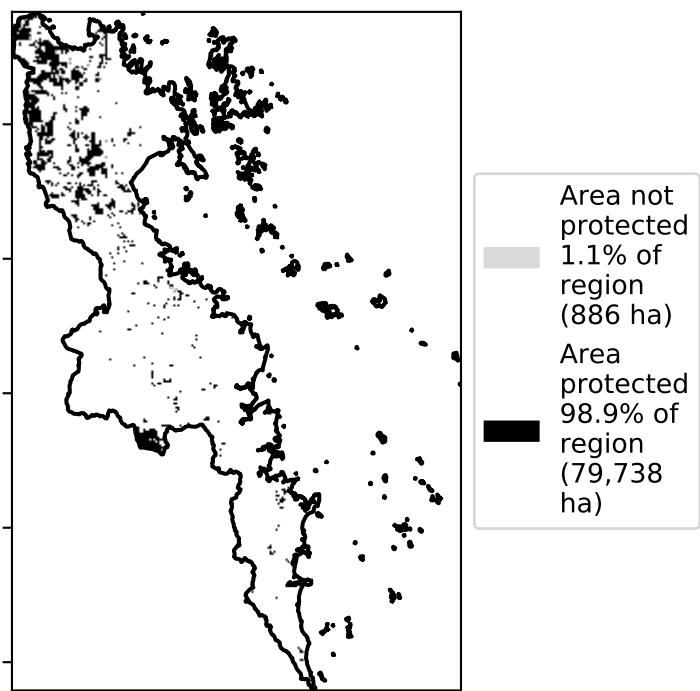 Area not
protected
1.1% of
region
(886 ha)
Area
protected
98.9% of
region
(79,738
ha)